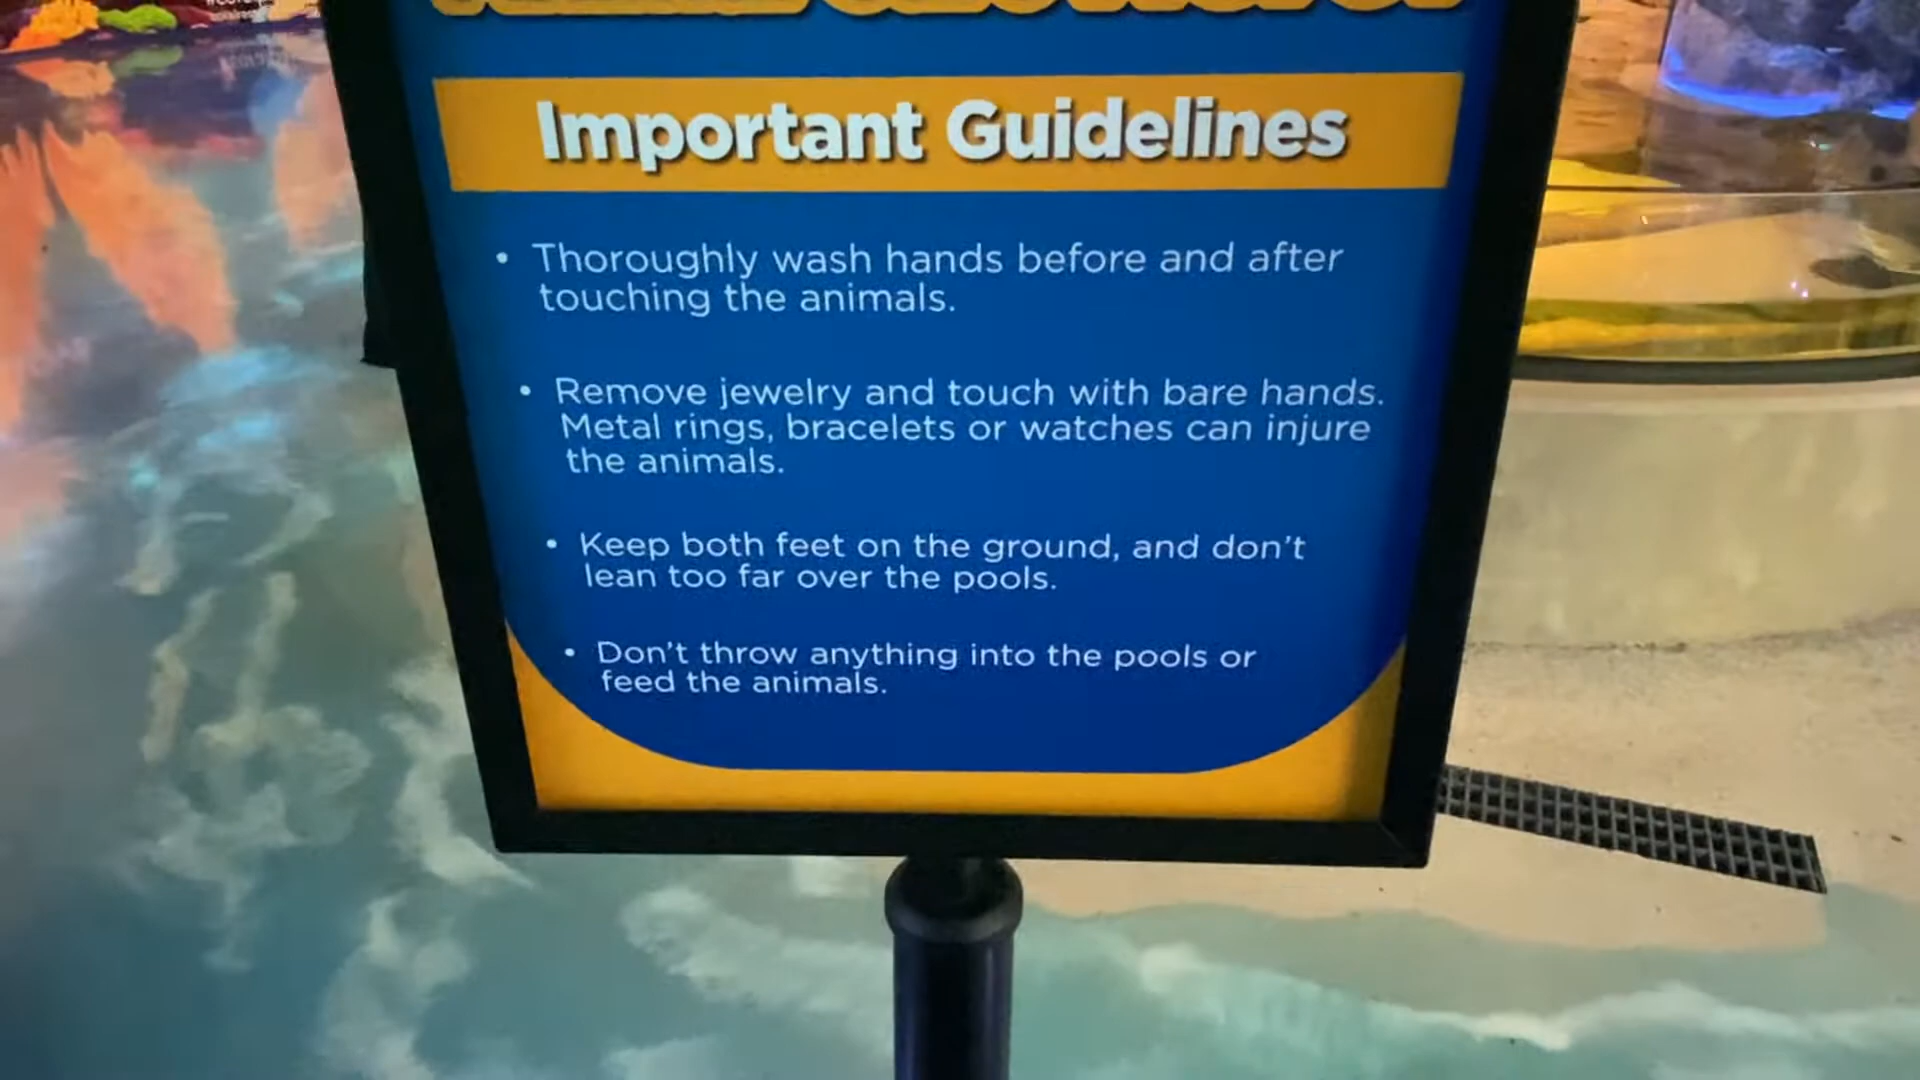 Important Guidelines
• Thoroughly wash hands before and after
touching the animals.
• Remove jewelry and touch with bare hands.
Metal rings, bracelets or watches can injure
the animals.
• Keep both feet on the ground, and don't
lean too far over the pools.
• Don't throw anything into the pools or
feed the animals.